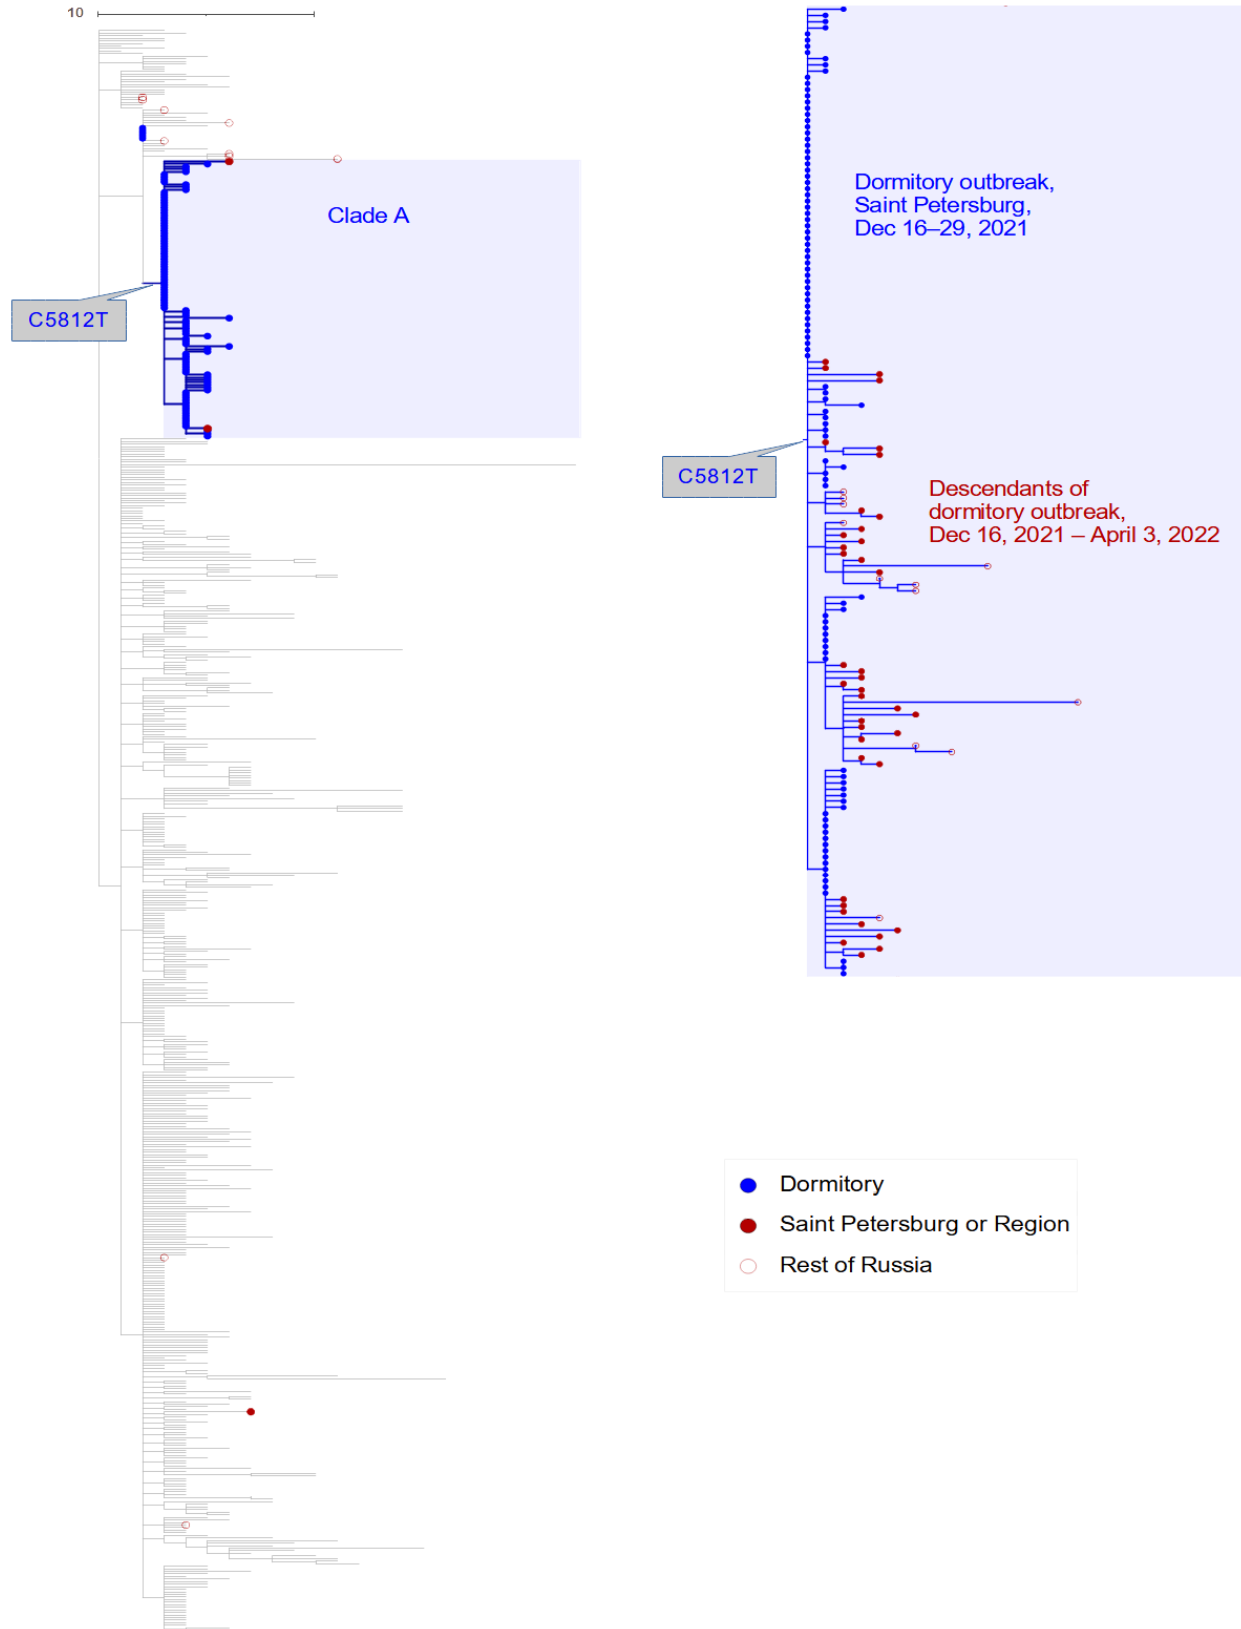 10
Clade A
C5812T
Dormitory outbreak,
Saint Petersburg,
Dec 16–29, 2021
C5812T
Descendants of
dormitory outbreak,
Dec 16, 2021 – April 3, 2022
Dormitory
Saint Petersburg or Region
Rest of Russia